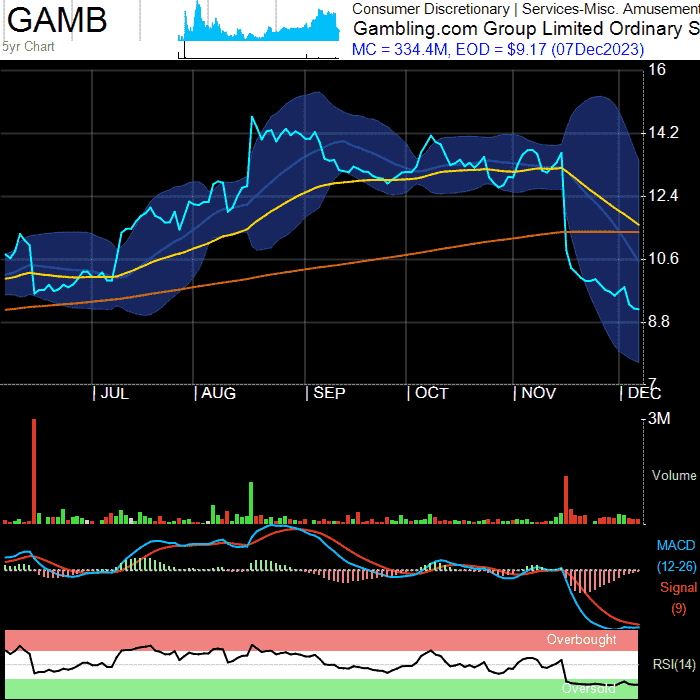 GAMB
Consumer Discretionary | Services-Misc. Amusement
Gambling.com Group Limited Ordinary S
5yr Chart
MC = 334.4M, EOD = $9.17 (07Dec2023)
16
14.2
12.4
10.6
8.8
7
JUL AUG SEP OCT NOV DEC
3M
Volume
MACD
(12-26)
Signal
(9)
Overbought
RSI(14)
Oversold